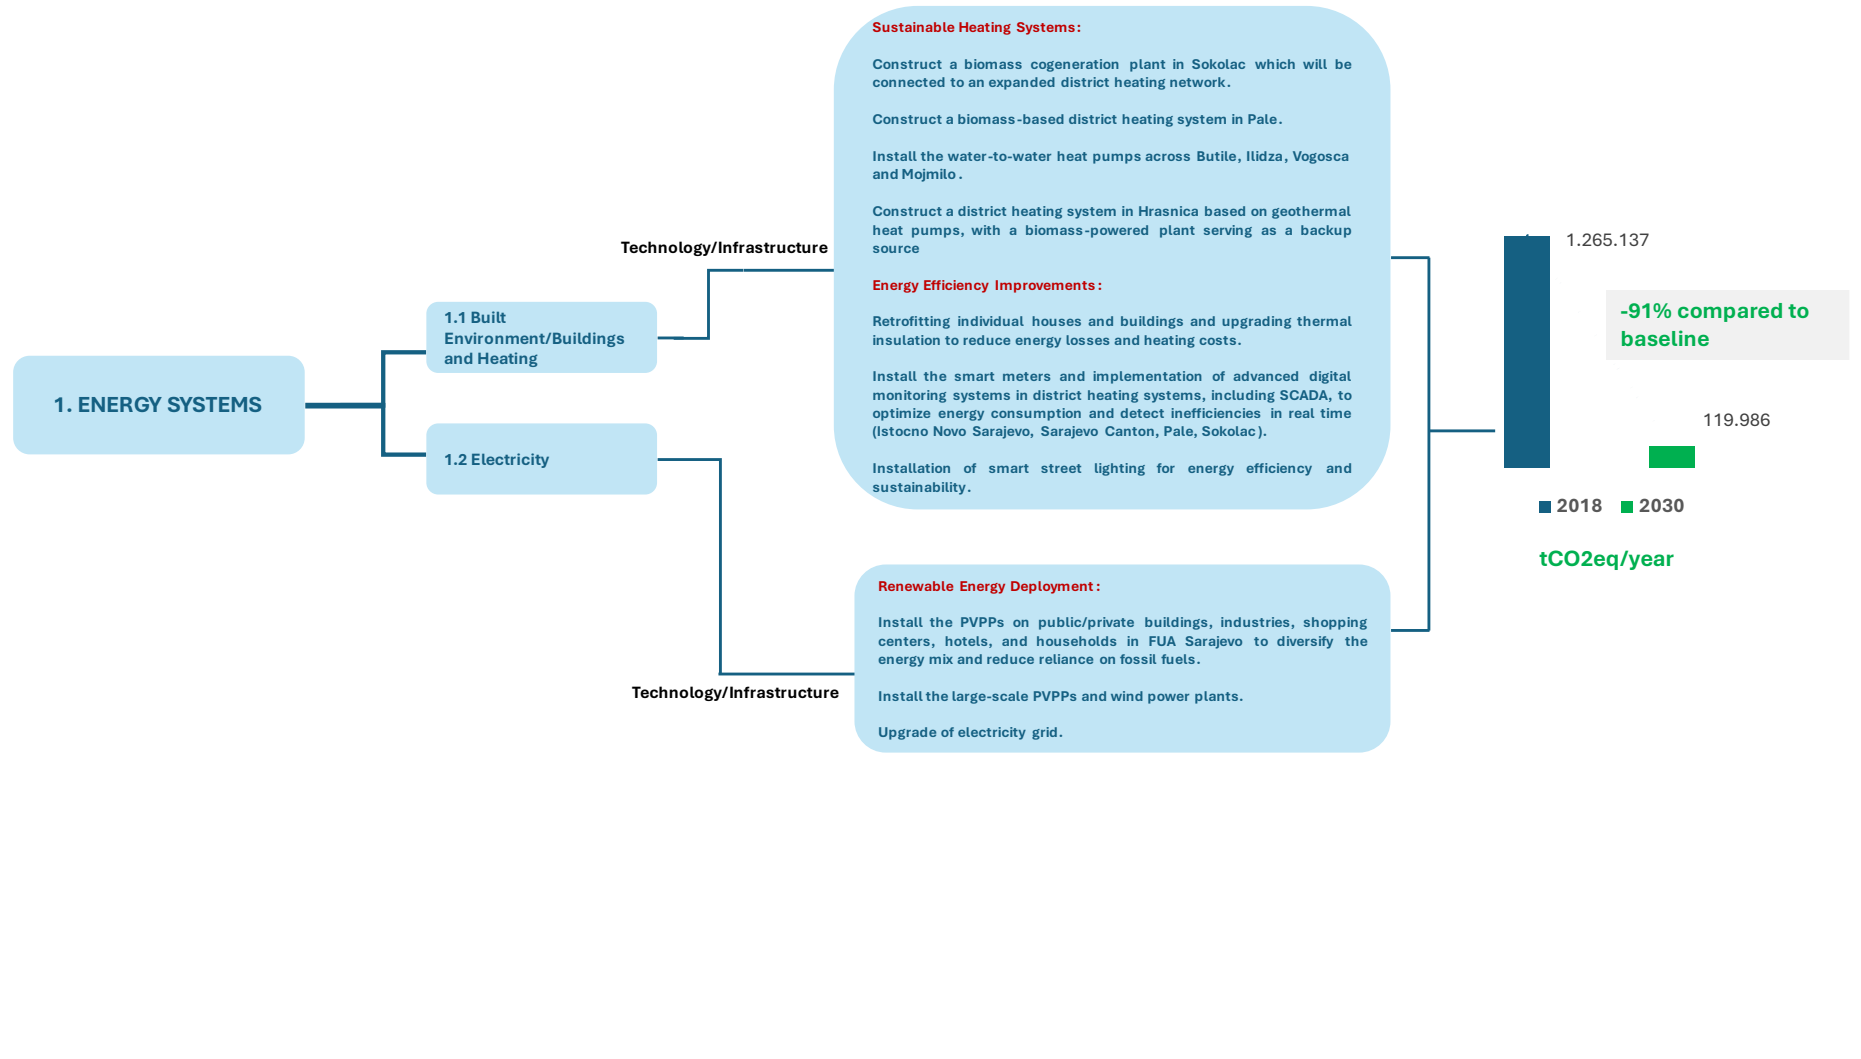 1. ENERGY SYSTEMS
1.1 Built
Environment/Buildings
and Heating
1.2 Electricity
Technology/Infrastructure
Technology/Infrastructure
Sustainable Heating Systems:
Construct a biomass cogeneration plant in Sokolac which will be
connected to an expanded district heating network.
Construct a biomass-based district heating system in Pale.
Install the water-to-water heat pumps across Butile, Ilidza, Vogosca
and Mojmilo.
Construct a district heating system in Hrasnica based on geothermal
heat pumps, with a biomass-powered plant serving as a backup
source
Energy Efficiency Improvements:
Retrofitting individual houses and buildings and upgrading thermal
insulation to reduce energy losses and heating costs.
Install the smart meters and implementation of advanced digital
monitoring systems in district heating systems, including SCADA, to
optimize energy consumption and detect inefficiencies in real time
(Istocno Novo Sarajevo, Sarajevo Canton, Pale, Sokolac).
Installation of smart street lighting for energy efficiency and
sustainability.
Renewable Energy Deployment:
Install the PVPPs on public/private buildings, industries, shopping
centers, hotels, and households in FUA Sarajevo to diversify the
energy mix and reduce reliance on fossil fuels.
Install the large-scale PVPPs and wind power plants.
Upgrade of electricity grid.
1.265.137
-91% compared to
baseline
119.986
2018 2030
tCO2eq/year